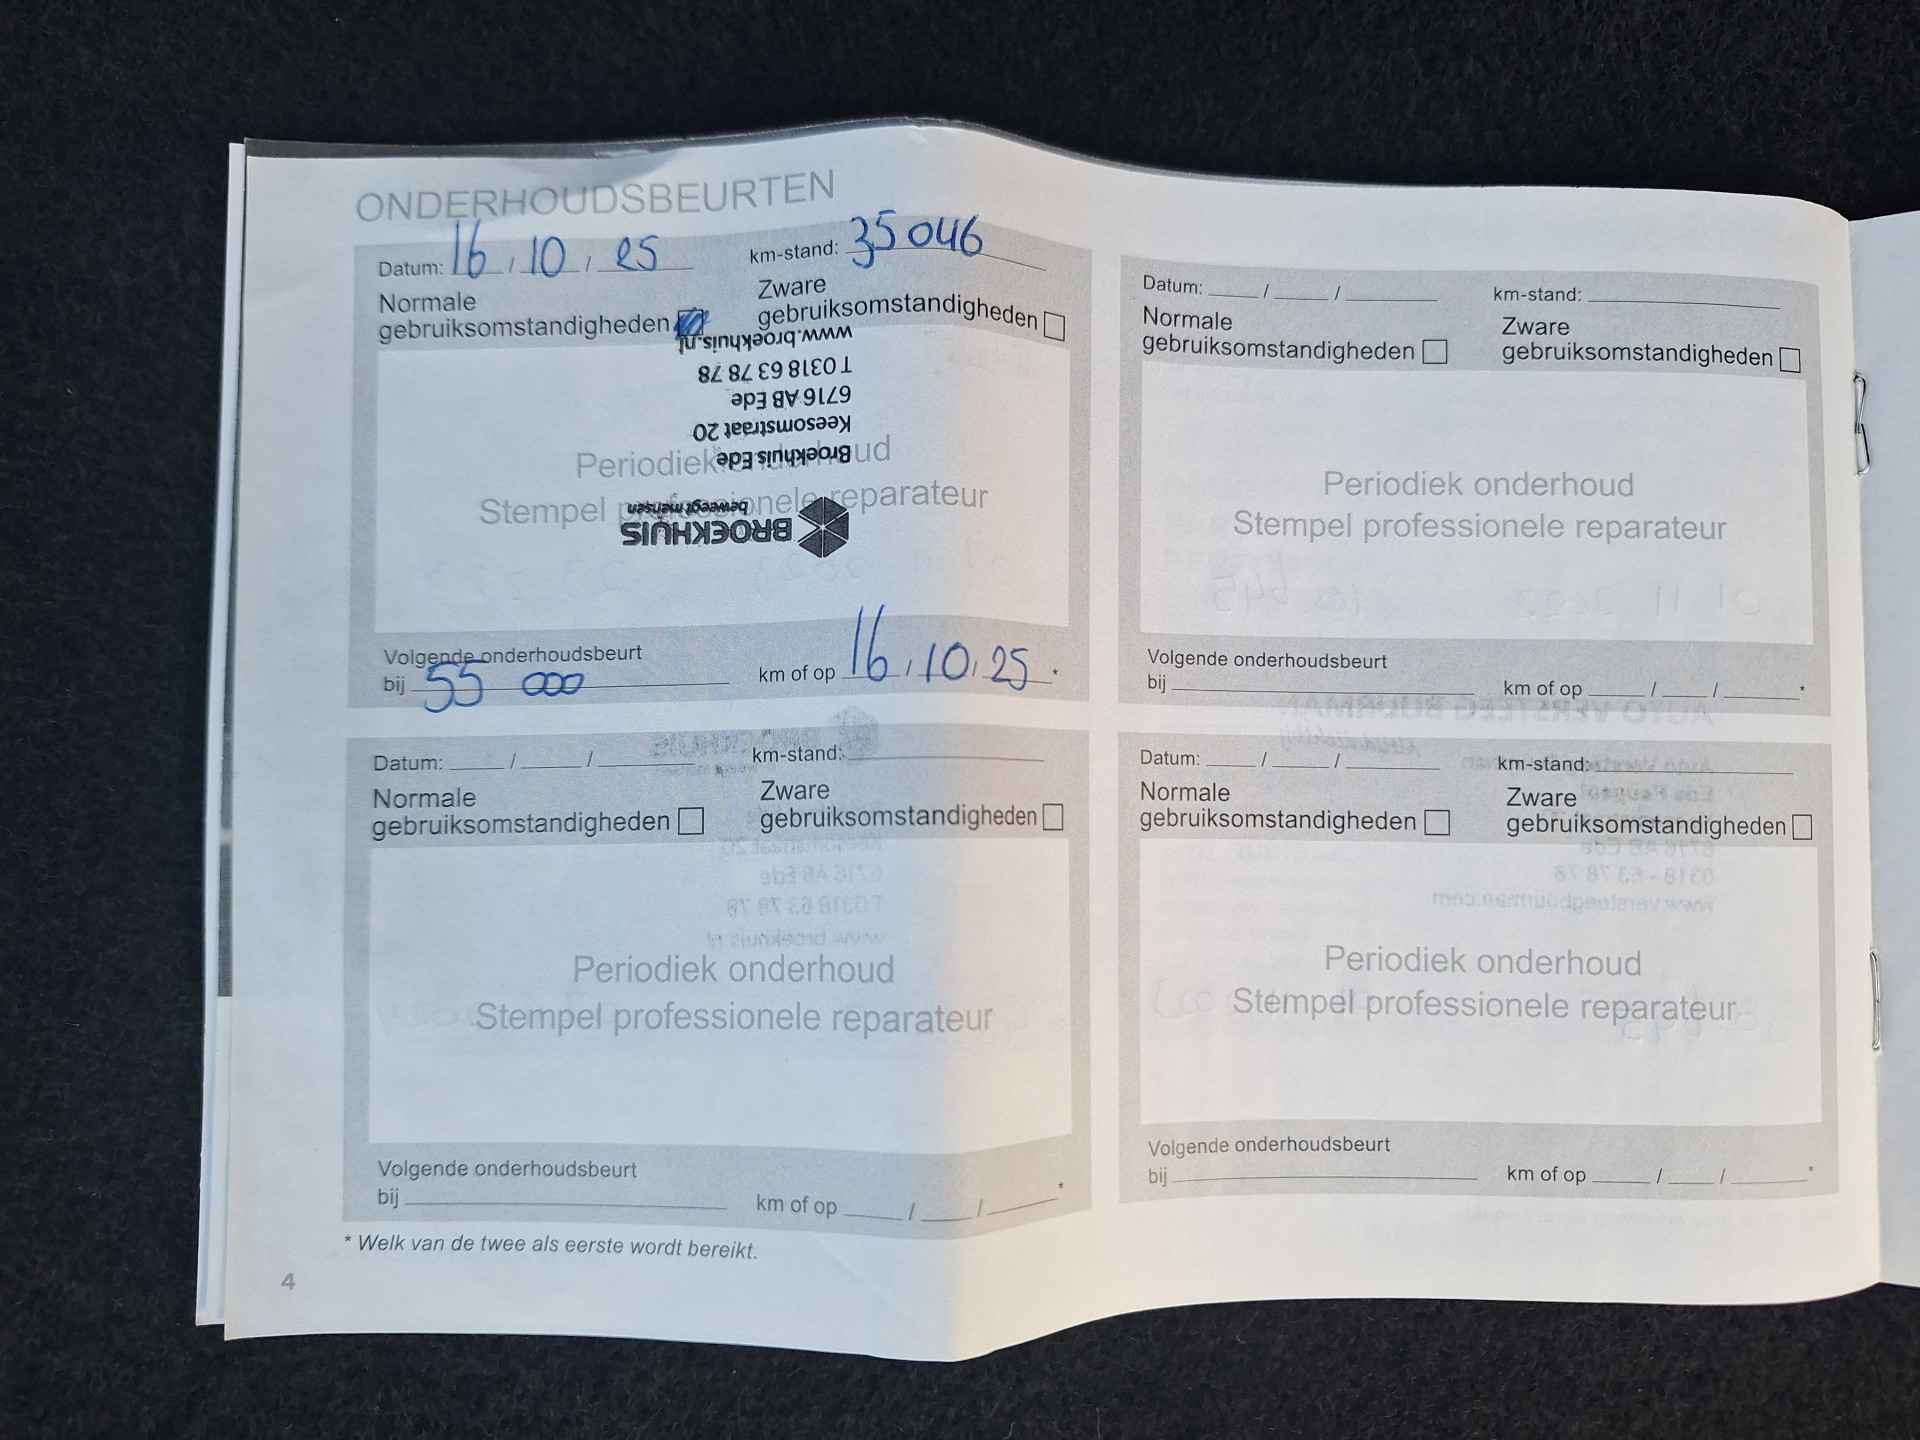 ONDERHOUDSBEURTEN
Datum: 16 / 10 / 25 km-stand: 35 046
Normale gebruiksomstandigheden
Zware gebruiksomstandigheden
www.broekhuis.nl
T 0318 63 78 78
6716 AB Ede
Keesomstraat 20
Broekhuis Ede
Periodiek onderhoud
Stempel professionele reparateur
beweegt mensen
BROEKHUIS
Volgende onderhoudsbeurt
bij 55 000 km of op 16 / 10 / 25 *
Datum: / / km-stand:
Normale gebruiksomstandigheden
Zware gebruiksomstandigheden
Periodiek onderhoud
Stempel professionele reparateur
Volgende onderhoudsbeurt
bij km of op / / *
Datum: / / km-stand:
Normale gebruiksomstandigheden
Zware gebruiksomstandigheden
Periodiek onderhoud
Stempel professionele reparateur
Volgende onderhoudsbeurt
bij km of op / / *
Datum: / / km-stand:
Normale gebruiksomstandigheden
Zware gebruiksomstandigheden
Periodiek onderhoud
Stempel professionele reparateur
Volgende onderhoudsbeurt
bij km of op / / *
* Welk van de twee als eerste wordt bereikt.
4